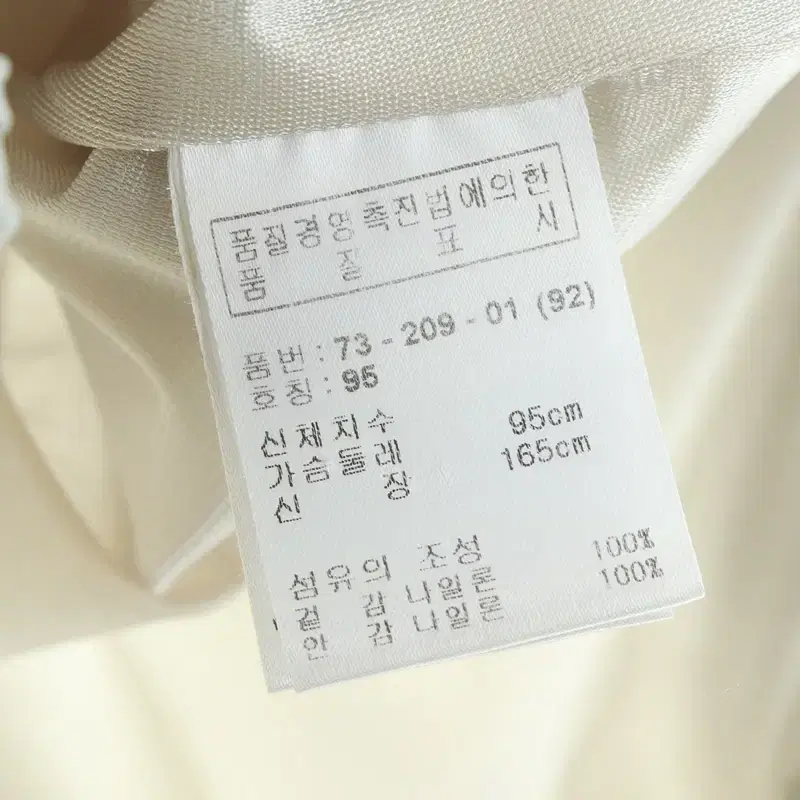 품질경영촉진법에의한
품 질 표 시
품번 : 73 - 209 - 01 (92)
호칭 : 95
신체치수
가슴둘레 95cm
신 장 165cm
섬유의 조성
겉 감 나일론 100%
안 감 나일론 100%